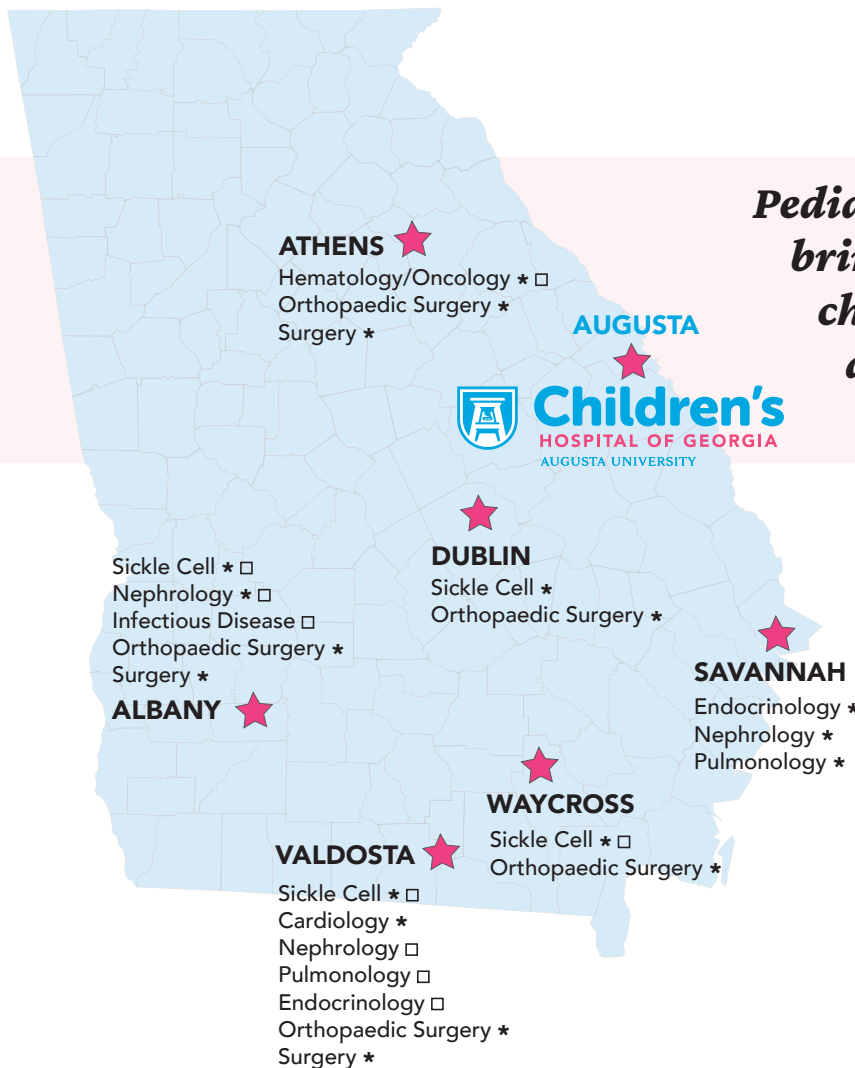 Pedia
brin
ch
a
ATHENS
Hematology/Oncology * □
Orthopaedic Surgery *
Surgery *
AUGUSTA
Children's
HOSPITAL OF GEORGIA
AUGUSTA UNIVERSITY
DUBLIN
Sickle Cell *
Orthopaedic Surgery *
Sickle Cell * □
Nephrology * □
Infectious Disease □
Orthopaedic Surgery *
Surgery *
ALBANY
SAVANNAH
Endocrinology *
Nephrology *
Pulmonology *
WAYCROSS
Sickle Cell * □
Orthopaedic Surgery *
VALDOSTA
Sickle Cell * □
Cardiology *
Nephrology □
Pulmonology □
Endocrinology □
Orthopaedic Surgery *
Surgery *